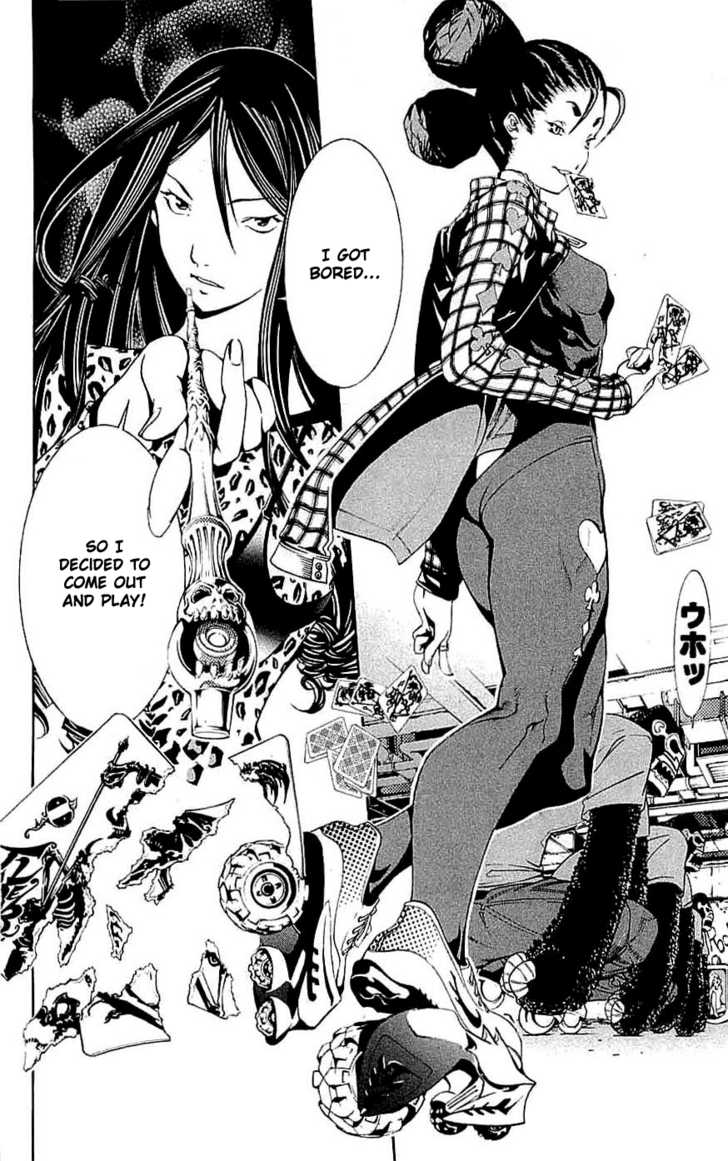 I GOT
BORED...
SO I
DECIDED TO
COME OUT
AND PLAY!
ウホッ